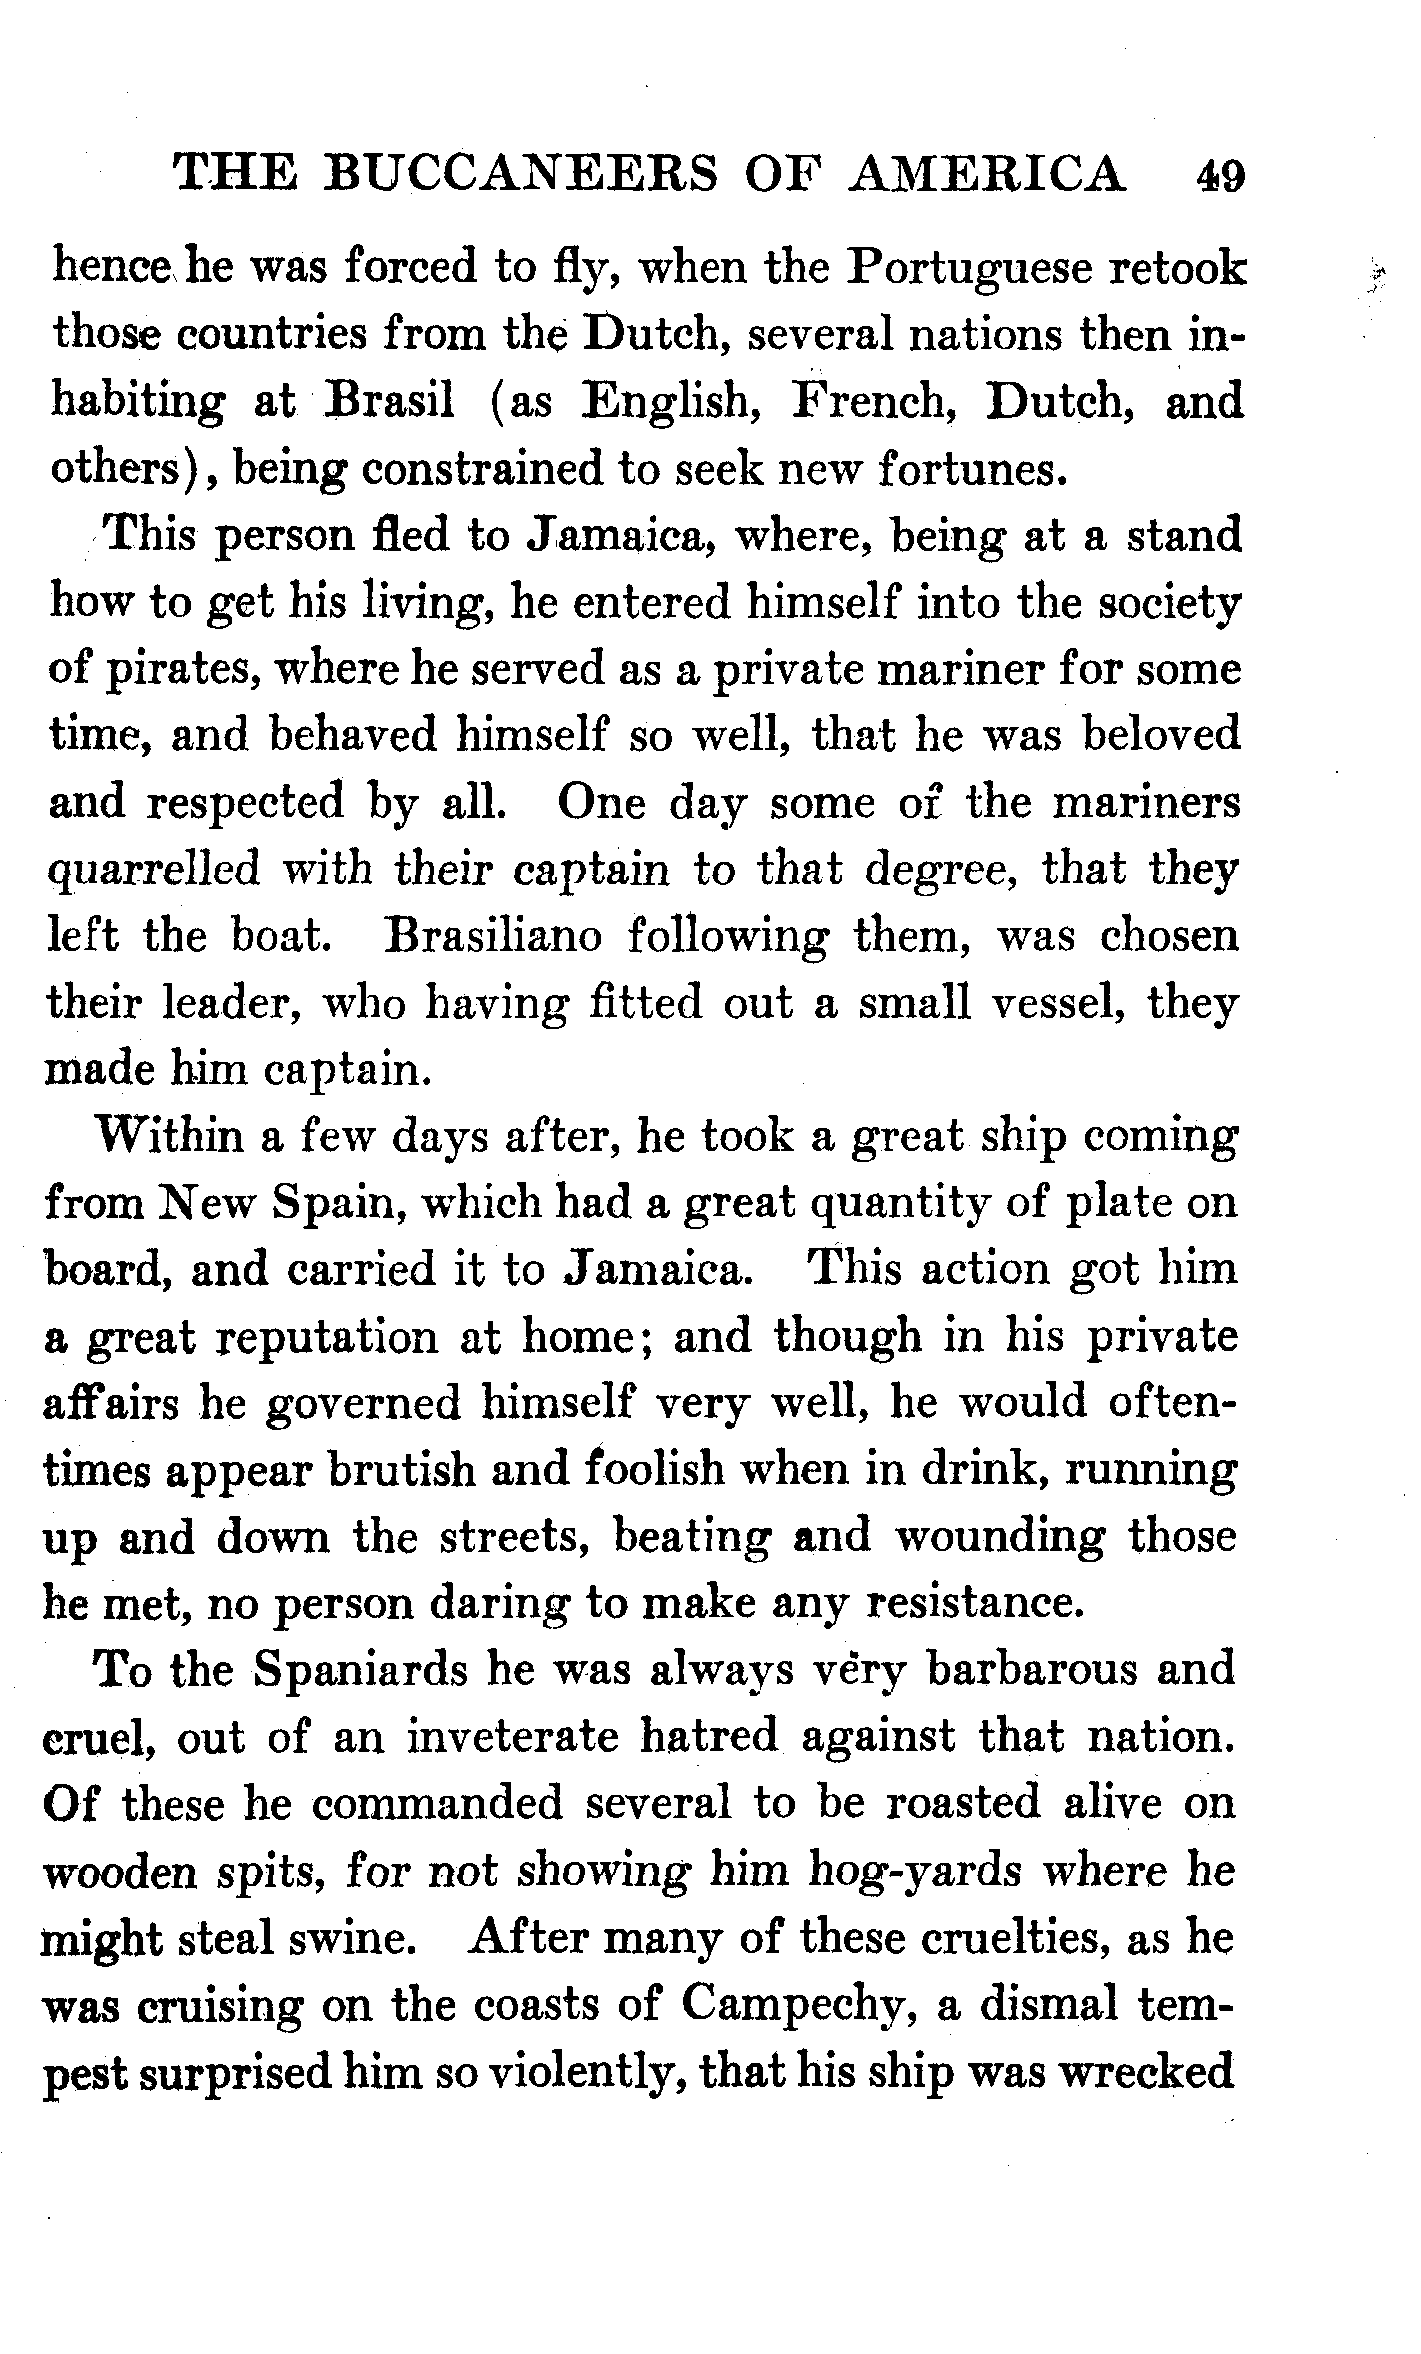 THE BUCCANEERS OF AMERICA 49
hence he was forced to fly, when the Portuguese retook
those countries from the Dutch, several nations then in-
habiting at Brasil (as English, French, Dutch, and
others), being constrained to seek new fortunes.
This person fled to Jamaica, where, being at a stand
how to get his living, he entered himself into the society
of pirates, where he served as a private mariner for some
time, and behaved himself so well, that he was beloved
and respected by all. One day some of the mariners
quarrelled with their captain to that degree, that they
left the boat. Brasiliano following them, was chosen
their leader, who having fitted out a small vessel, they
made him captain.
Within a few days after, he took a great ship coming
from New Spain, which had a great quantity of plate on
board, and carried it to Jamaica. This action got him
a great reputation at home; and though in his private
affairs he governed himself very well, he would often-
times appear brutish and foolish when in drink, running
up and down the streets, beating and wounding those
he met, no person daring to make any resistance.
To the Spaniards he was always very barbarous and
cruel, out of an inveterate hatred against that nation.
Of these he commanded several to be roasted alive on
wooden spits, for not showing him hog-yards where he
might steal swine. After many of these cruelties, as he
was cruising on the coasts of Campechy, a dismal tem-
pest surprised him so violently, that his ship was wrecked